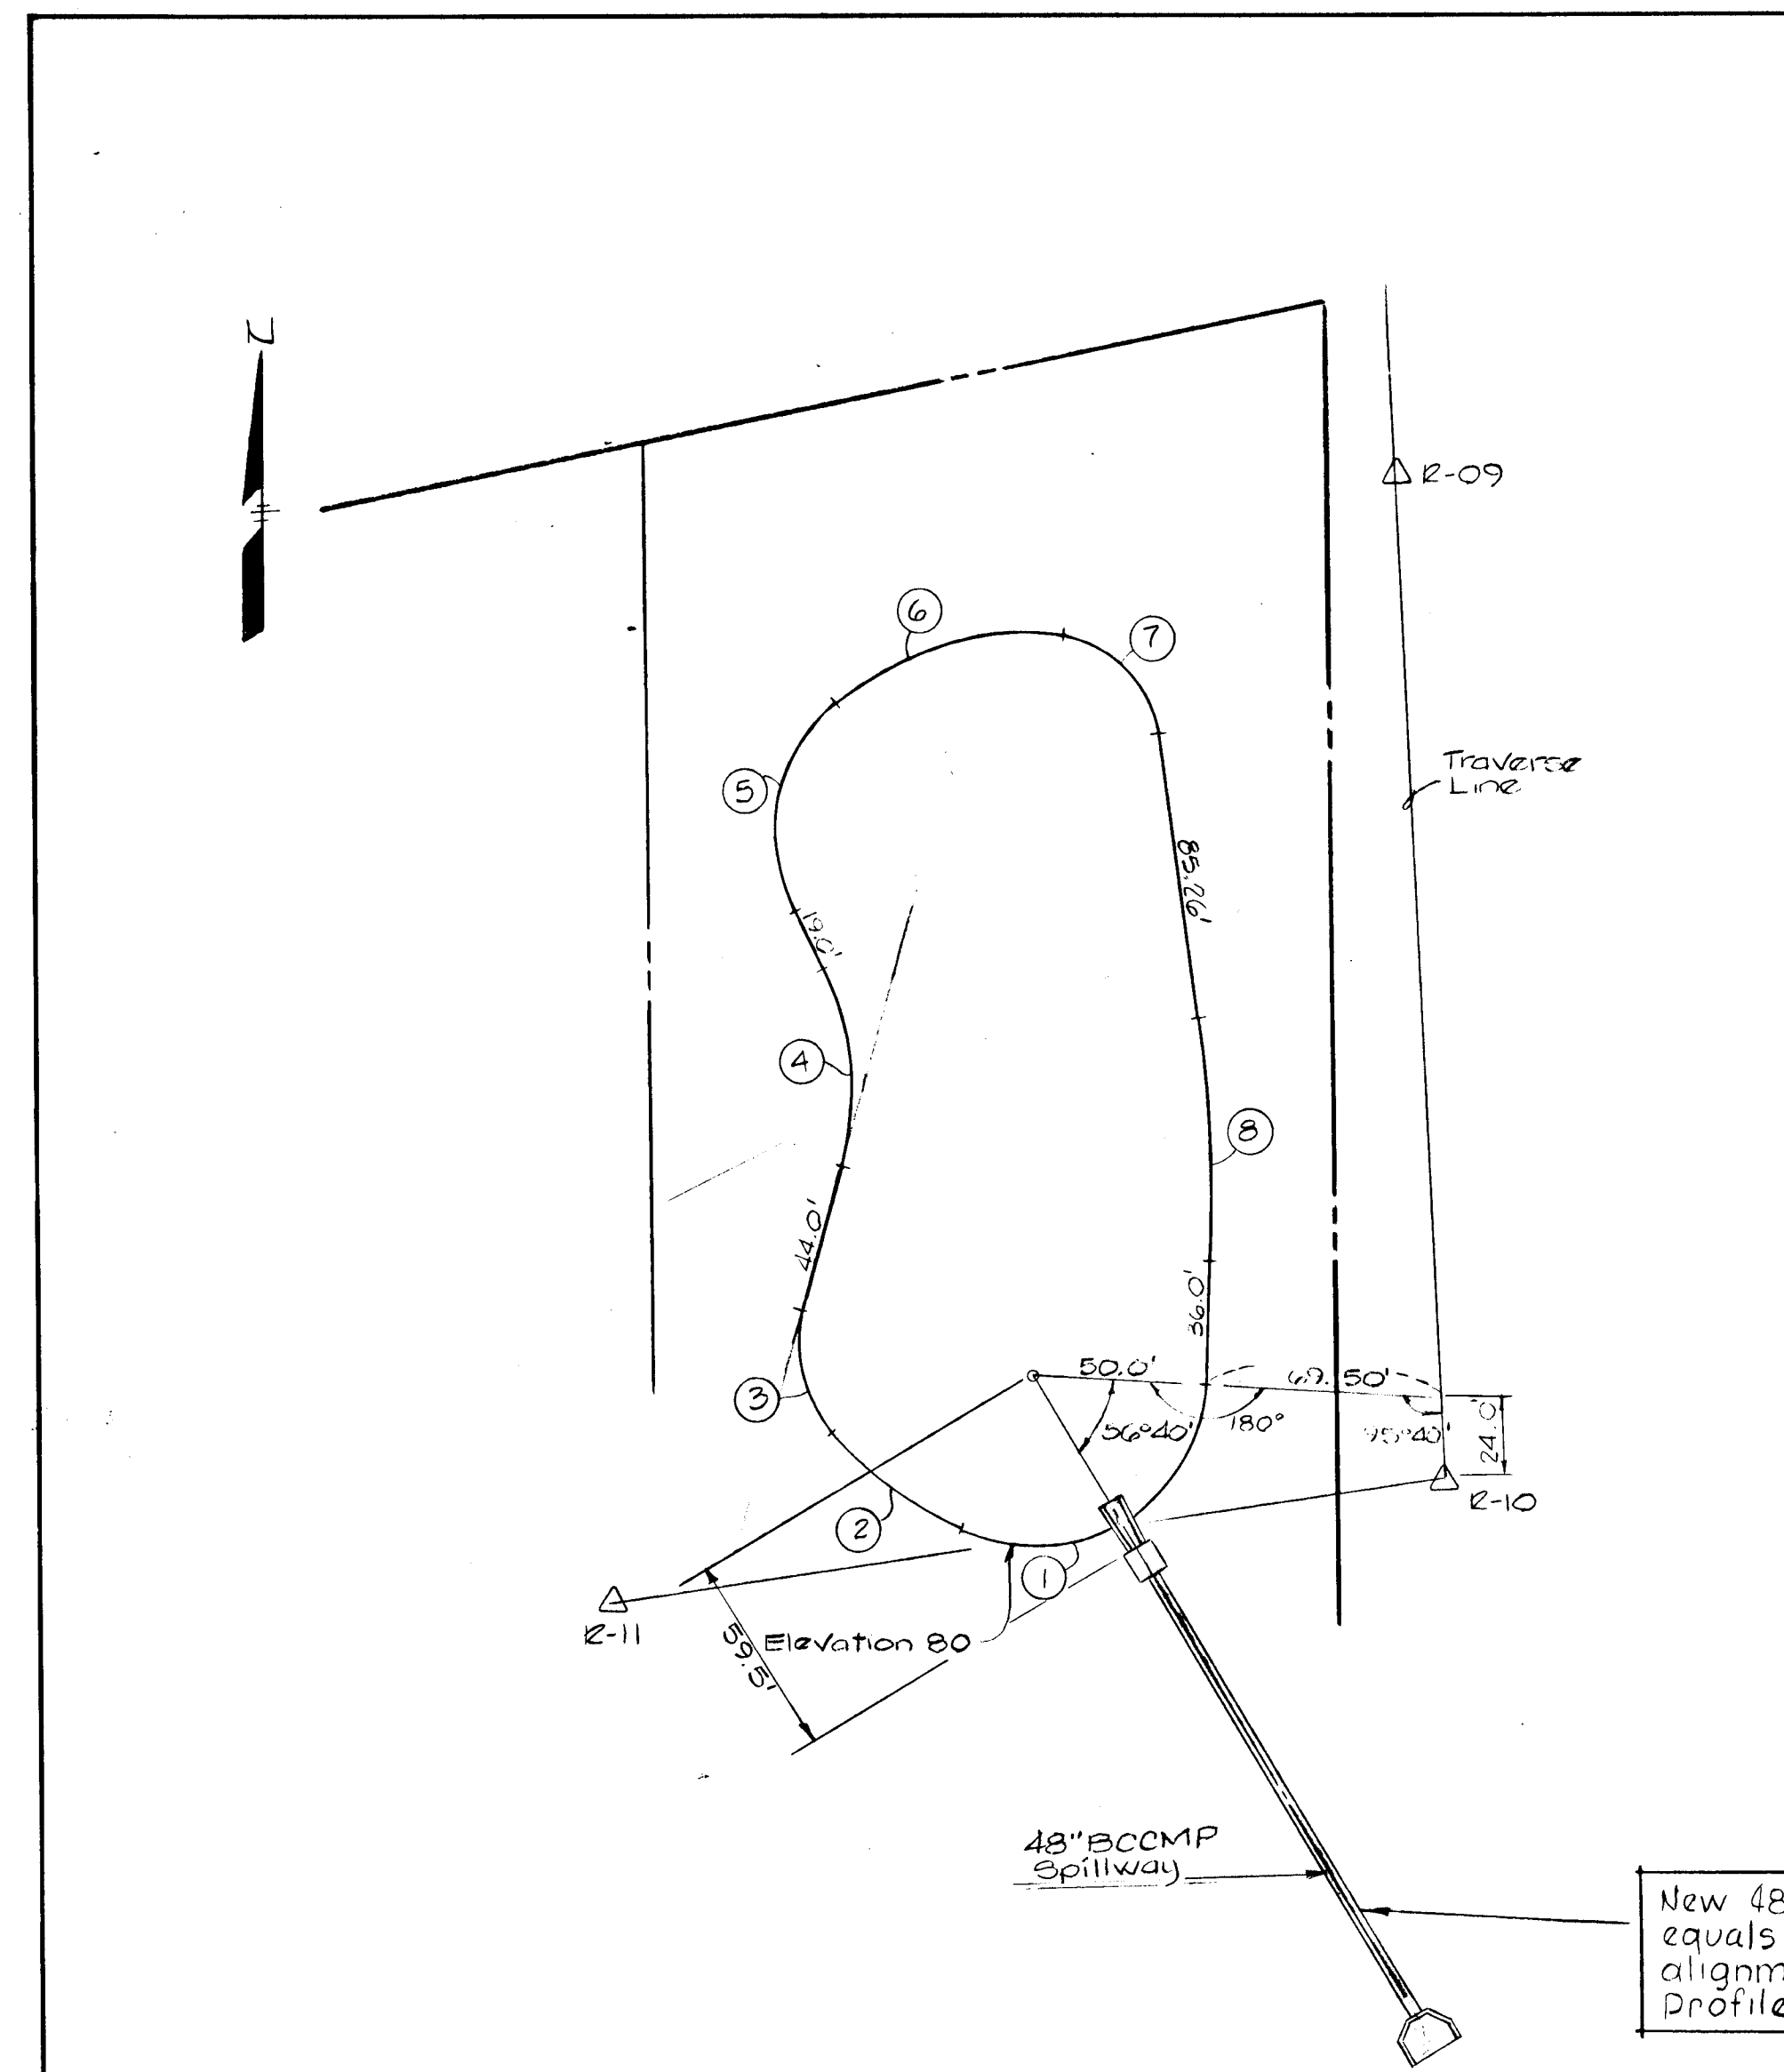 N
R-09
6
7
5
Traverse
Line
85.26'
19.0'
4
8
44.0'
36.0'
50.0'
69.50'
3
56°40'
180°
95°40'
24.0'
R-10
2
1
R-11
59.5'
Elevation 80
48" BCCMP
Spillway
New 48
equals
alignm
Profile